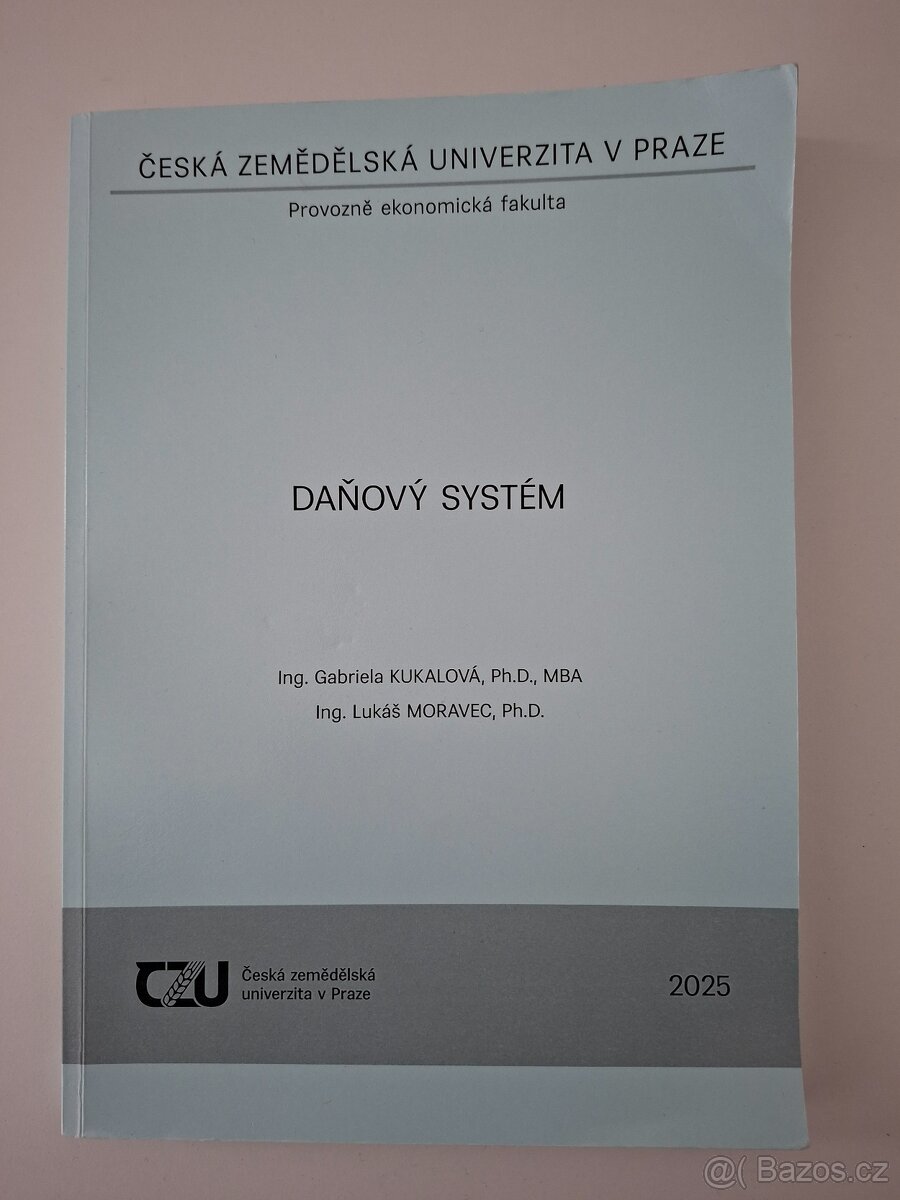 ČESKÁ ZEMĚDĚLSKÁ UNIVERZITA V PRAZE
Provozně ekonomická fakulta
DAŇOVÝ SYSTÉM
Ing. Gabriela KUKALOVÁ, Ph.D., MBA
Ing. Lukáš MORAVEC, Ph.D.
CZU
Česká zemědělská
univerzita v Praze
2025
@( Bazos.cz